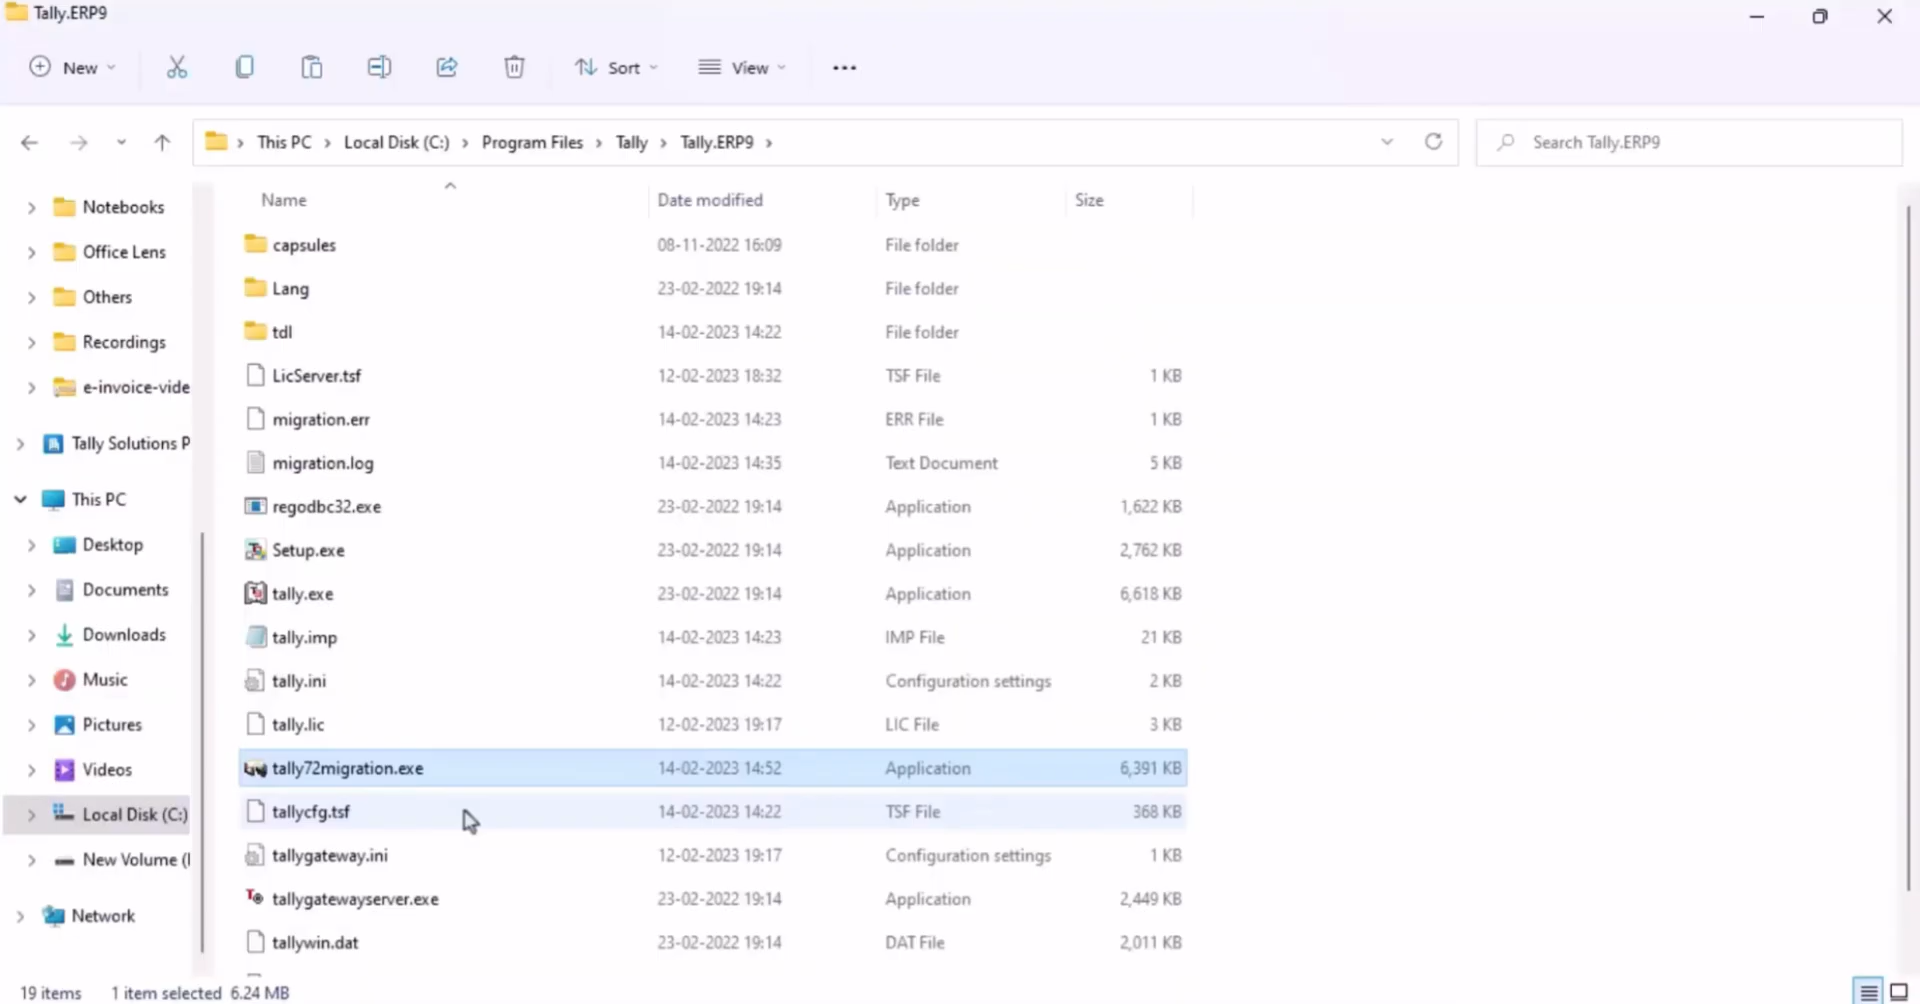 Tally.ERP9
New Sort View
This PC > Local Disk (C:) > Program Files > Tally > Tally.ERP9 > Search Tally.ERP9
Name Date modified Type Size
Notebooks
Office Lens
Others
Recordings
e-invoice-vide
Tally Solutions P
This PC
Desktop
Documents
Downloads
Music
Pictures
Videos
Local Disk (C:)
New Volume (
Network
capsules 08-11-2022 16:09 File folder
Lang 23-02-2022 19:14 File folder
tdl 14-02-2023 14:22 File folder
LicServer.tsf 12-02-2023 18:32 TSF File 1 KB
migration.err 14-02-2023 14:23 ERR File 1 KB
migration.log 14-02-2023 14:35 Text Document 5 KB
regodbc32.exe 23-02-2022 19:14 Application 1,622 KB
Setup.exe 23-02-2022 19:14 Application 2,762 KB
tally.exe 23-02-2022 19:14 Application 6,618 KB
tally.imp 14-02-2023 14:23 IMP File 21 KB
tally.ini 14-02-2023 14:22 Configuration settings 2 KB
tally.lic 12-02-2023 19:17 LIC File 3 KB
tally72migration.exe 14-02-2023 14:52 Application 6,391 KB
tallycfg.tsf 14-02-2023 14:22 TSF File 368 KB
tallygateway.ini 12-02-2023 19:17 Configuration settings 1 KB
tallygatewayserver.exe 23-02-2022 19:14 Application 2,449 KB
tallywin.dat 23-02-2022 19:14 DAT File 2,011 KB
19 items 1 item selected 6.24 MB